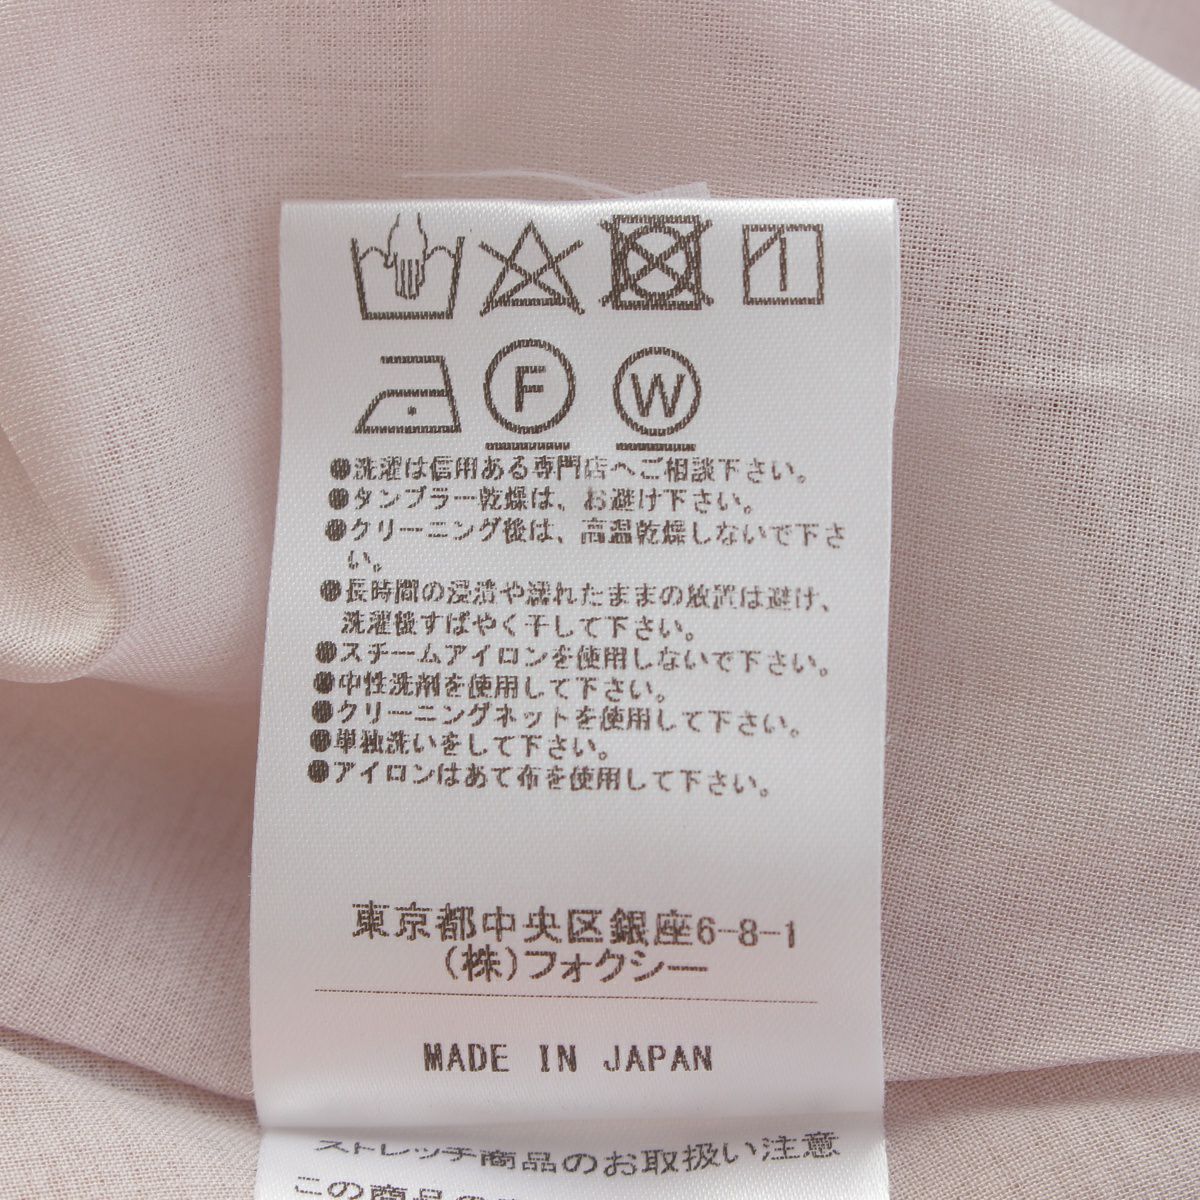 F
W
●洗濯は信用ある専門店へご相談下さい。
●タンブラー乾燥は、お避け下さい。
●クリーニング後は、高温乾燥しないで下さ
い。
●長時間の浸漬や濡れたままの放置は避け、
洗濯後すばやく干して下さい。
●スチームアイロンを使用しないで下さい。
●中性洗剤を使用して下さい。
●クリーニングネットを使用して下さい。
●単独洗いをして下さい。
●アイロンはあて布を使用して下さい。
東京都中央区銀座6-8-1
(株)フォクシー
MADE IN JAPAN
ストレッチ商品のお取扱い注意
この商品の